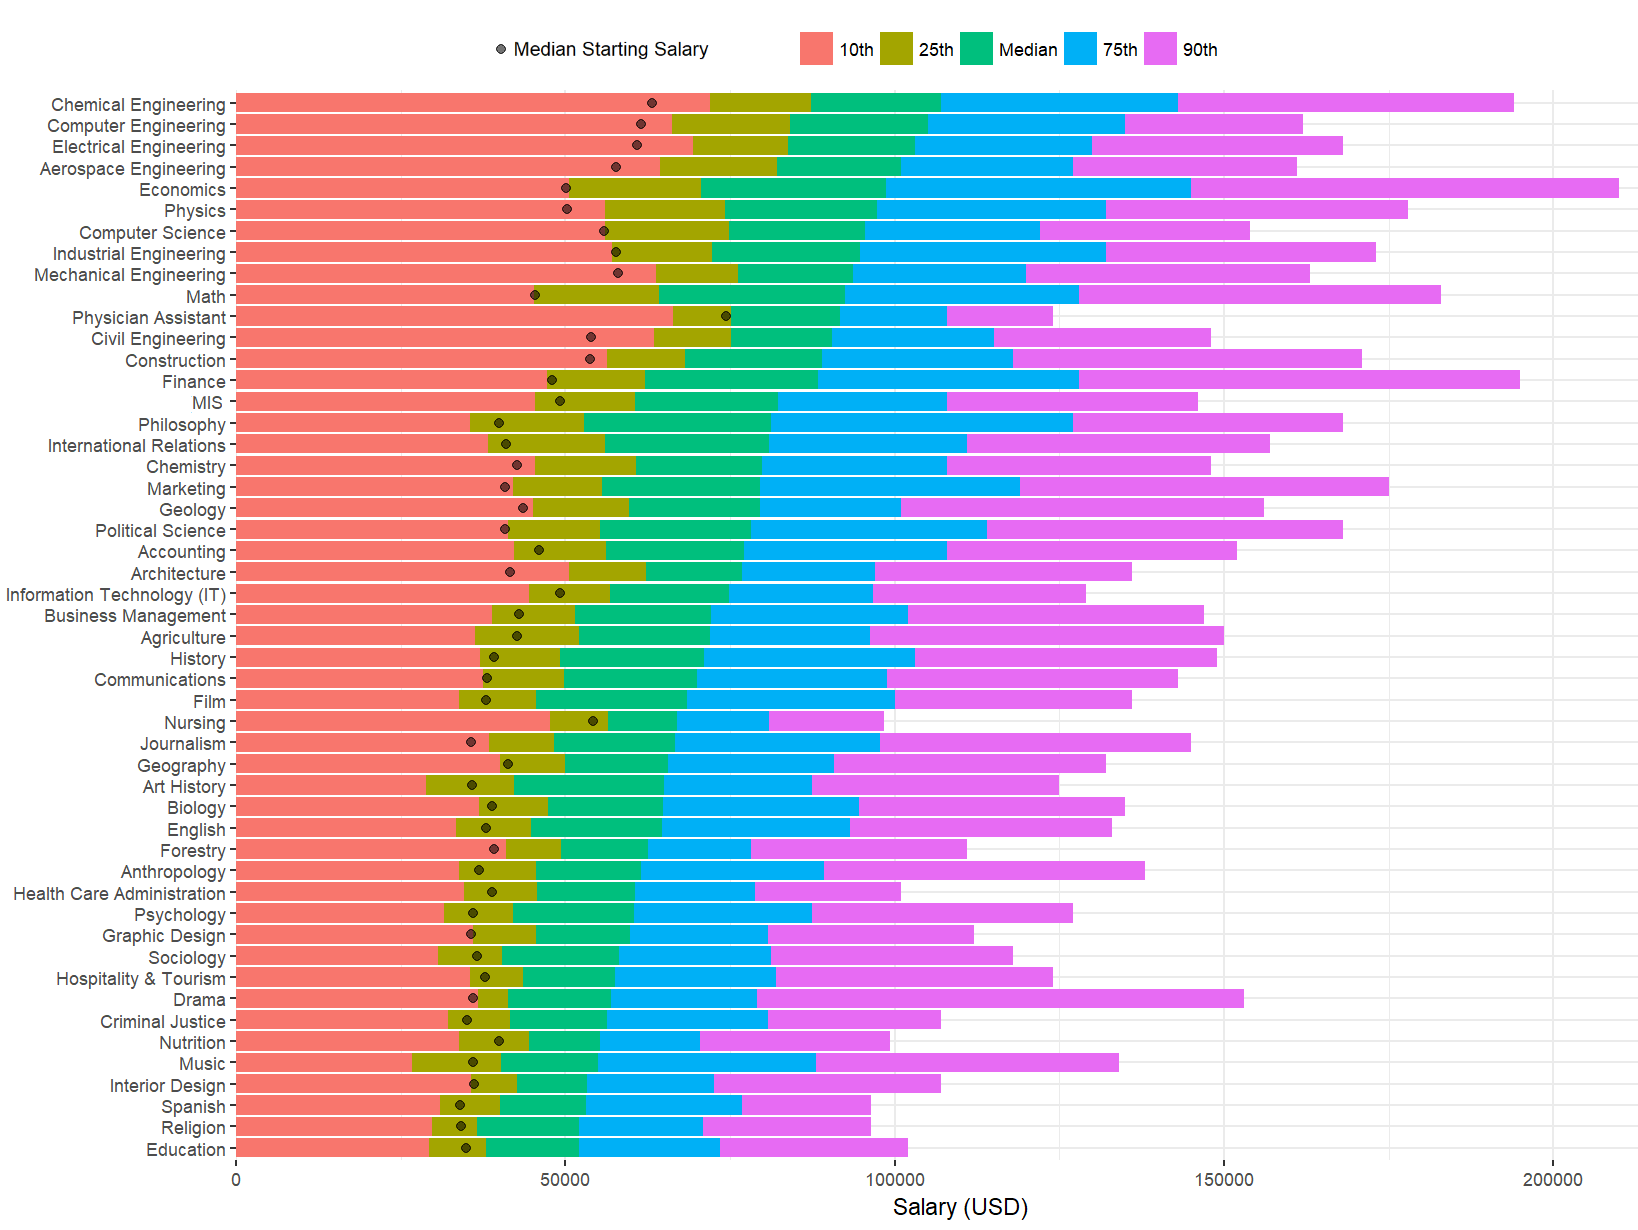 Median Starting Salary 10th 25th Median 75th 90th
Chemical Engineering
Computer Engineering
Electrical Engineering
Aerospace Engineering
Economics
Physics
Computer Science
Industrial Engineering
Mechanical Engineering
Math
Physician Assistant
Civil Engineering
Construction
Finance
MIS
Philosophy
International Relations
Chemistry
Marketing
Geology
Political Science
Accounting
Architecture
Information Technology (IT)
Business Management
Agriculture
History
Communications
Film
Nursing
Journalism
Geography
Art History
Biology
English
Forestry
Anthropology
Health Care Administration
Psychology
Graphic Design
Sociology
Hospitality & Tourism
Drama
Criminal Justice
Nutrition
Music
Interior Design
Spanish
Religion
Education
0 50000 100000 150000 200000
Salary (USD)